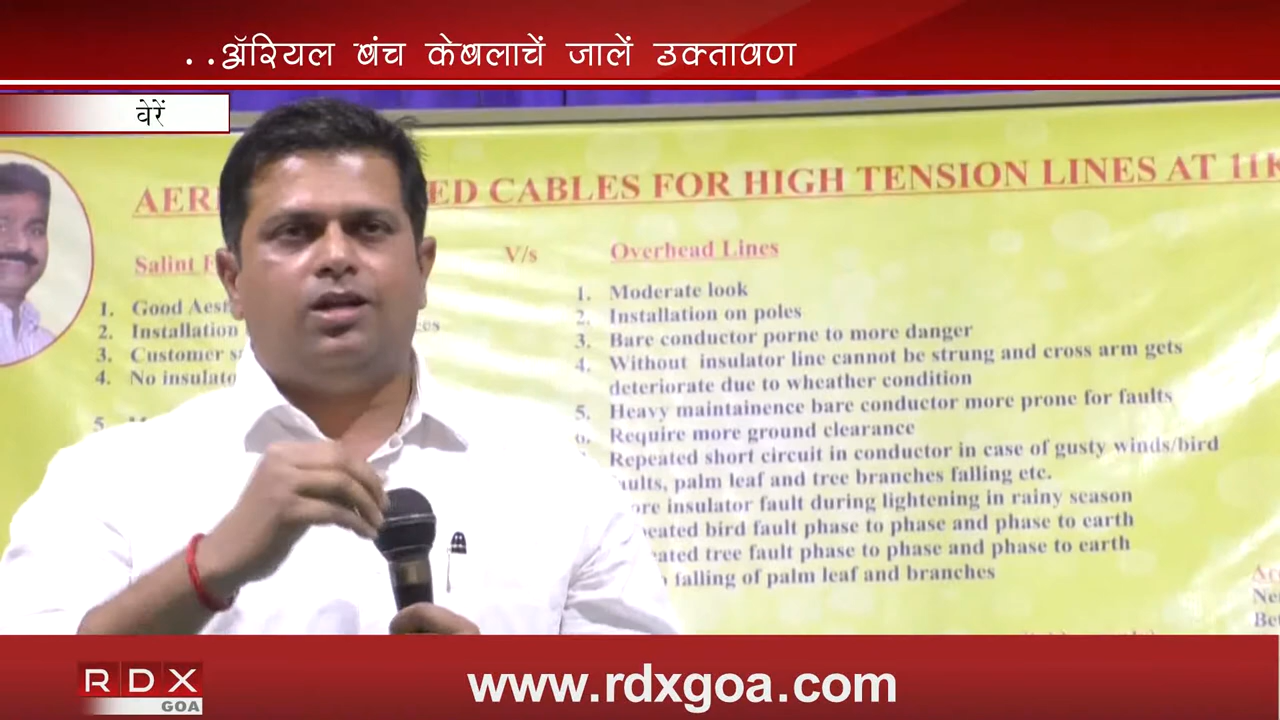 ..ॲरियल बंच केबलाचें जालें उक्तावण
वेरें
CABLES FOR HIGH TENSION LINES AT
Salint
V/s
Overhead Lines
1. Good
2. Installation
3. Customer
4. No
1. Moderate look
2. Installation on poles
3. Bare conductor porne to more danger
4. Without insulator line cannot be strung and cross arm gets
deteriorate due to wheather condition
5. Heavy maintainence bare conductor more prone for faults
Require more ground clearance
Repeated short circuit in conductor in case of gusty winds/bird
palm leaf and tree branches falling etc.
insulator fault during lightening in rainy season
bird fault phase to phase and phase to earth
tree fault phase to phase and phase to earth
falling of palm leaf and branches
RDX
GOA
www.rdxgoa.com